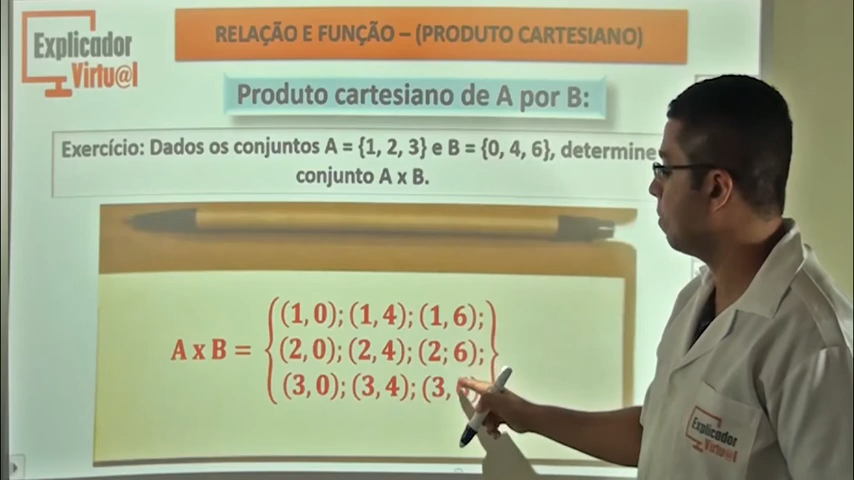 Explicador
Virtu@l
RELAÇÃO E FUNÇÃO – (PRODUTO CARTESIANO)
Produto cartesiano de A por B:
Exercício: Dados os conjuntos A = {1, 2, 3} e B = {0, 4, 6}, determine
conjunto A x B.
(1, 0); (1, 4); (1, 6);
A x B = { (2, 0); (2, 4); (2; 6); }
(3, 0); (3, 4); (3,
Explicador
Virtu@l